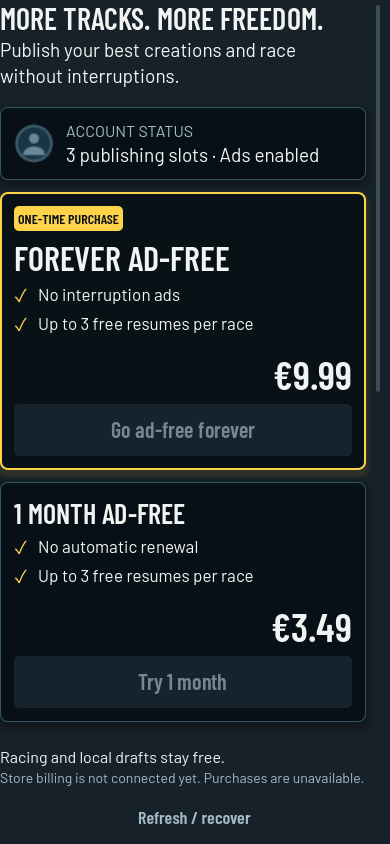 MORE TRACKS. MORE FREEDOM.
Publish your best creations and race
without interruptions.
ACCOUNT STATUS
3 publishing slots · Ads enabled
ONE-TIME PURCHASE
FOREVER AD-FREE
✓ No interruption ads
✓ Up to 3 free resumes per race
€9.99
Go ad-free forever
1 MONTH AD-FREE
✓ No automatic renewal
✓ Up to 3 free resumes per race
€3.49
Try 1 month
Racing and local drafts stay free.
Store billing is not connected yet. Purchases are unavailable.
Refresh / recover